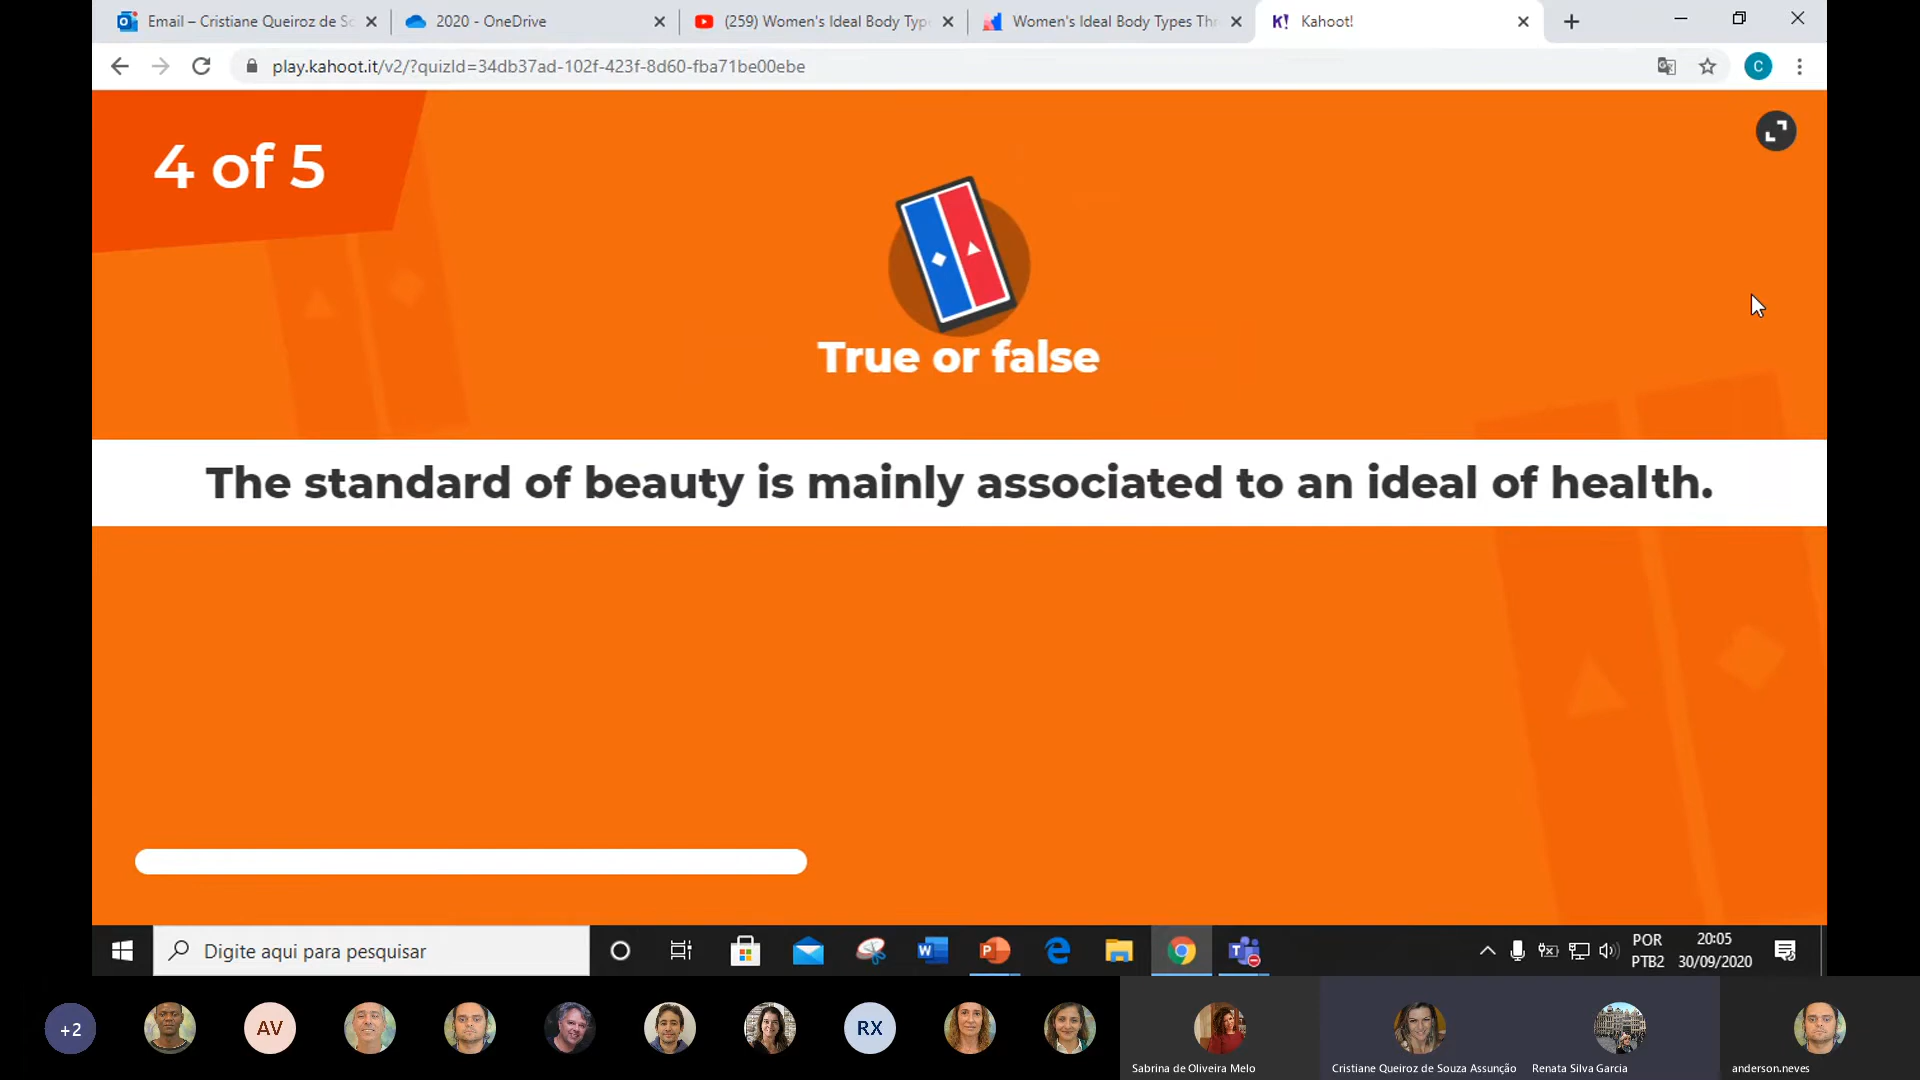 Email – Cristiane Queiroz de So
2020 - OneDrive
(259) Women's Ideal Body Type
Women's Ideal Body Types Thr
K! Kahoot!
play.kahoot.it/v2/?quizId=34db37ad-102f-423f-8d60-fba71be00ebe
C
4 of 5
True or false
The standard of beauty is mainly associated to an ideal of health.
Digite aqui para pesquisar
POR
PTB2
20:05
30/09/2020
+2
AV
RX
Sabrina de Oliveira Melo
Cristiane Queiroz de Souza Assunção
Renata Silva Garcia
anderson.neves